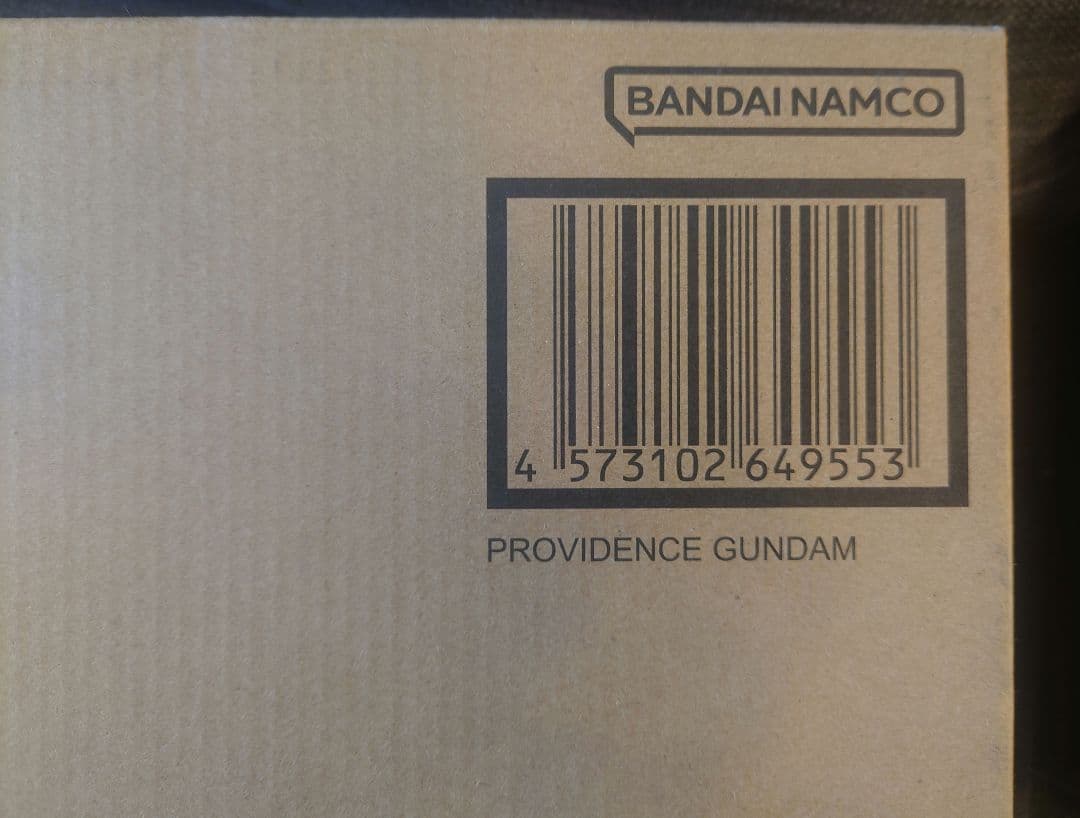 BANDAI NAMCO
4 573102 649553
PROVIDENCE GUNDAM